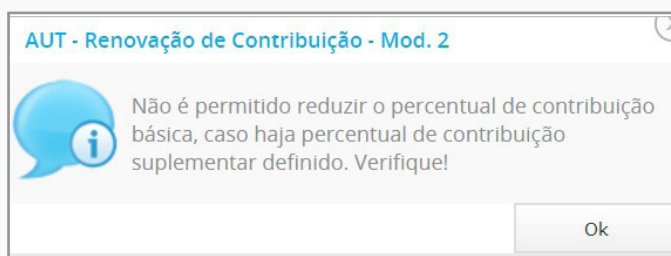 AUT - Renovação de Contribuição - Mod. 2
Não é permitido reduzir o percentual de contribuição
básica, caso haja percentual de contribuição
suplementar definido. Verifique!
Ok